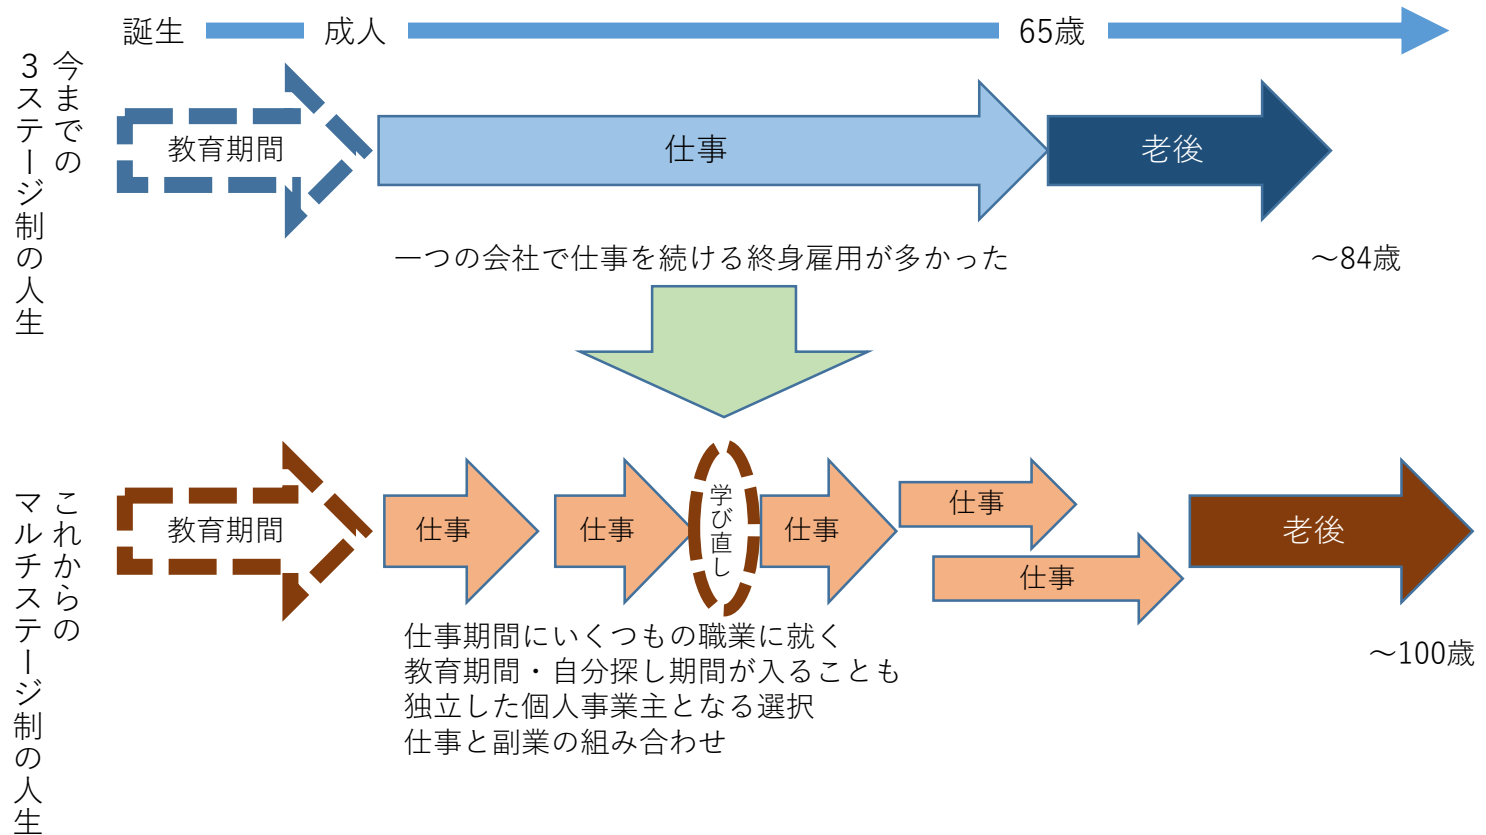 誕生
成人
65歳
今までの
３ステージ制の人生
教育期間
仕事
老後
一つの会社で仕事を続ける終身雇用が多かった
～84歳
これからの
マルチステージ制の人生
教育期間
仕事
仕事
学び直し
仕事
仕事
仕事
老後
仕事期間にいくつもの職業に就く
教育期間・自分探し期間が入ることも
独立した個人事業主となる選択
仕事と副業の組み合わせ
～100歳